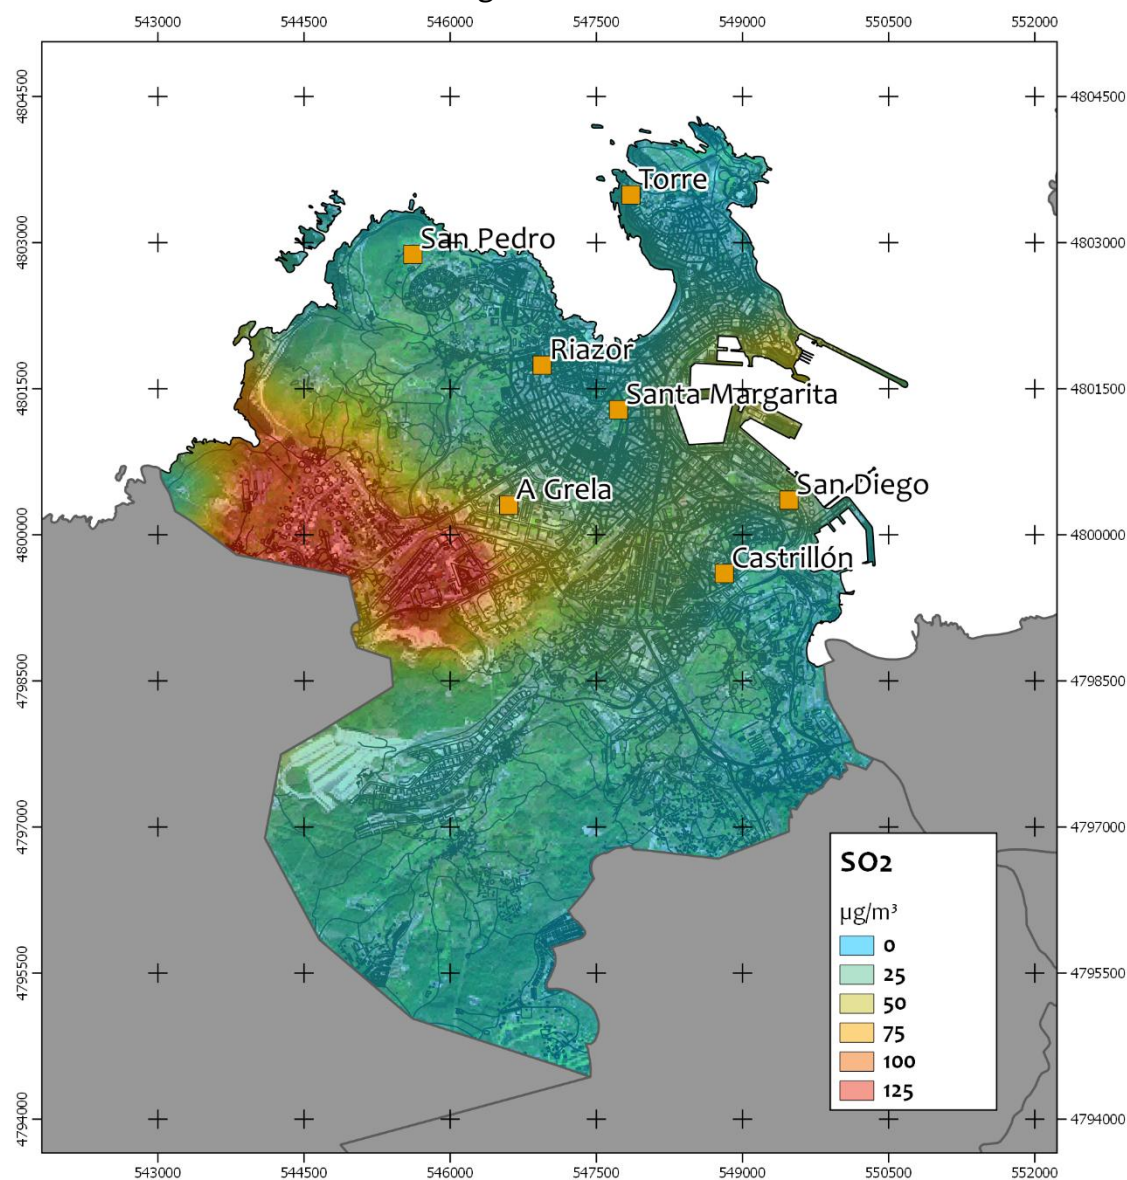 543000 544500 546000 547500 549000 550500 552000
4804500 4804500
Torre
4803000 San Pedro 4803000
Riazor
4801500 4801500
Santa Margarita
A Grela San Diego
4800000 4800000
Castrillón
4798500 4798500
4797000 4797000
SO2
µg/m³
0
25
50
75
100
125
4795500 4795500
4794000 4794000
543000 544500 546000 547500 549000 550500 552000